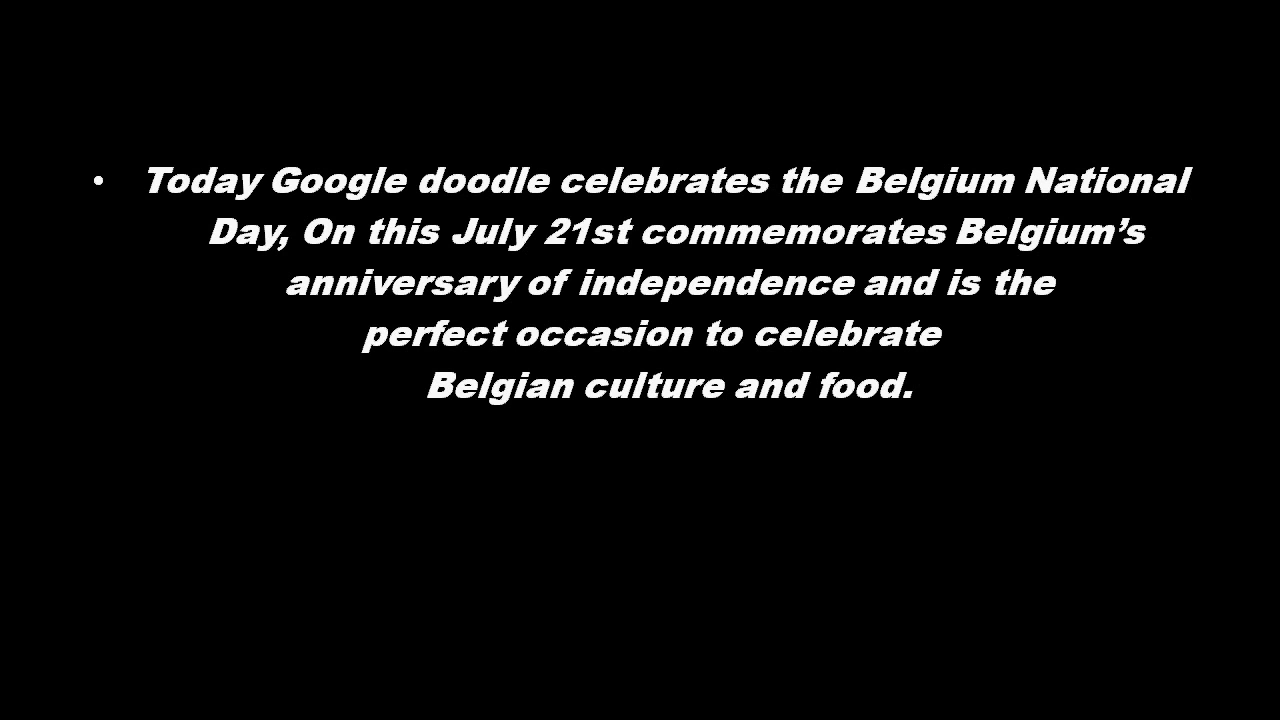 • Today Google doodle celebrates the Belgium National
Day, On this July 21st commemorates Belgium’s
anniversary of independence and is the
perfect occasion to celebrate
Belgian culture and food.